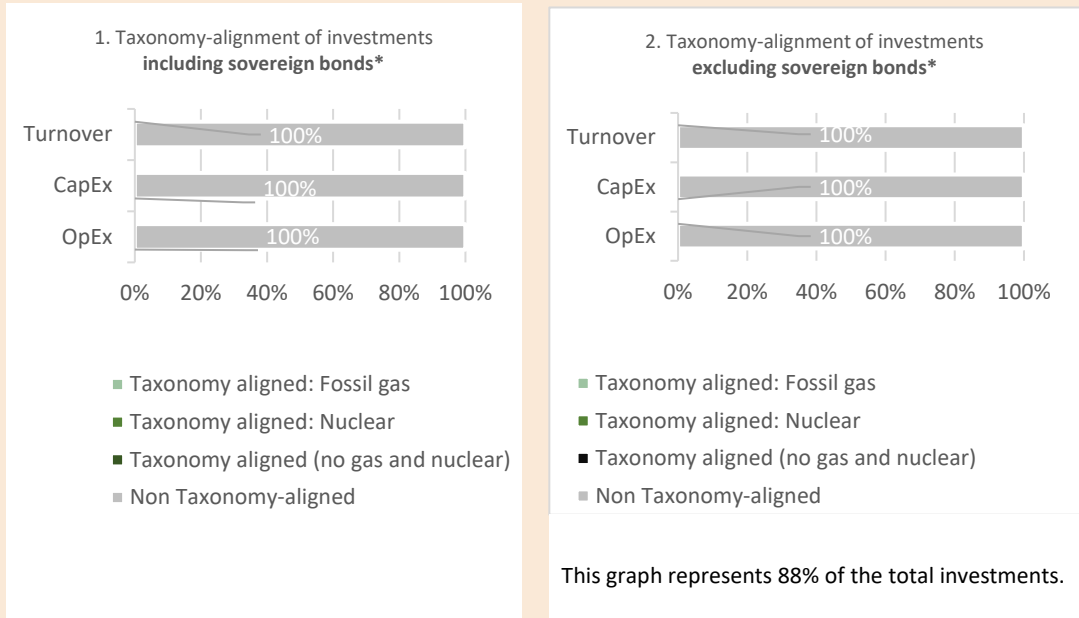 1. Taxonomy-alignment of investments
including sovereign bonds*
Turnover
100%
CapEx
100%
OpEx
100%
0% 20% 40% 60% 80% 100%
Taxonomy aligned: Fossil gas
Taxonomy aligned: Nuclear
Taxonomy aligned (no gas and nuclear)
Non Taxonomy-aligned
2. Taxonomy-alignment of investments
excluding sovereign bonds*
Turnover
100%
CapEx
100%
OpEx
100%
0% 20% 40% 60% 80% 100%
Taxonomy aligned: Fossil gas
Taxonomy aligned: Nuclear
Taxonomy aligned (no gas and nuclear)
Non Taxonomy-aligned
This graph represents 88% of the total investments.